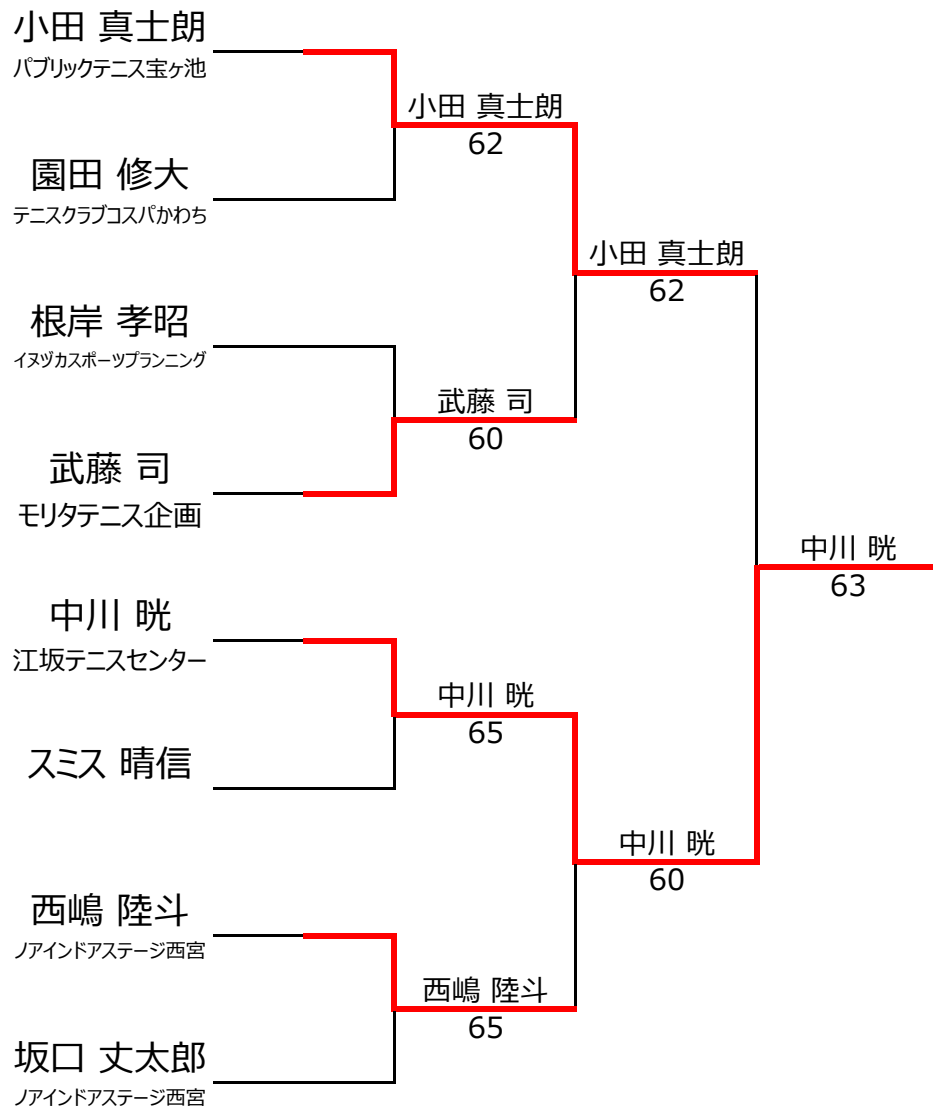 小田 真士朗
パブリックテニス宝ヶ池
園田 修大
テニスクラブコスパかわち
根岸 孝昭
イヌヅカスポーツプランニング
武藤 司
モリタテニス企画
中川 晄
江坂テニスセンター
スミス 晴信
西嶋 陸斗
ノアインドアステージ西宮
坂口 丈太郎
ノアインドアステージ西宮
小田 真士朗
62
武藤 司
60
中川 晄
65
西嶋 陸斗
65
小田 真士朗
62
中川 晄
60
中川 晄
63